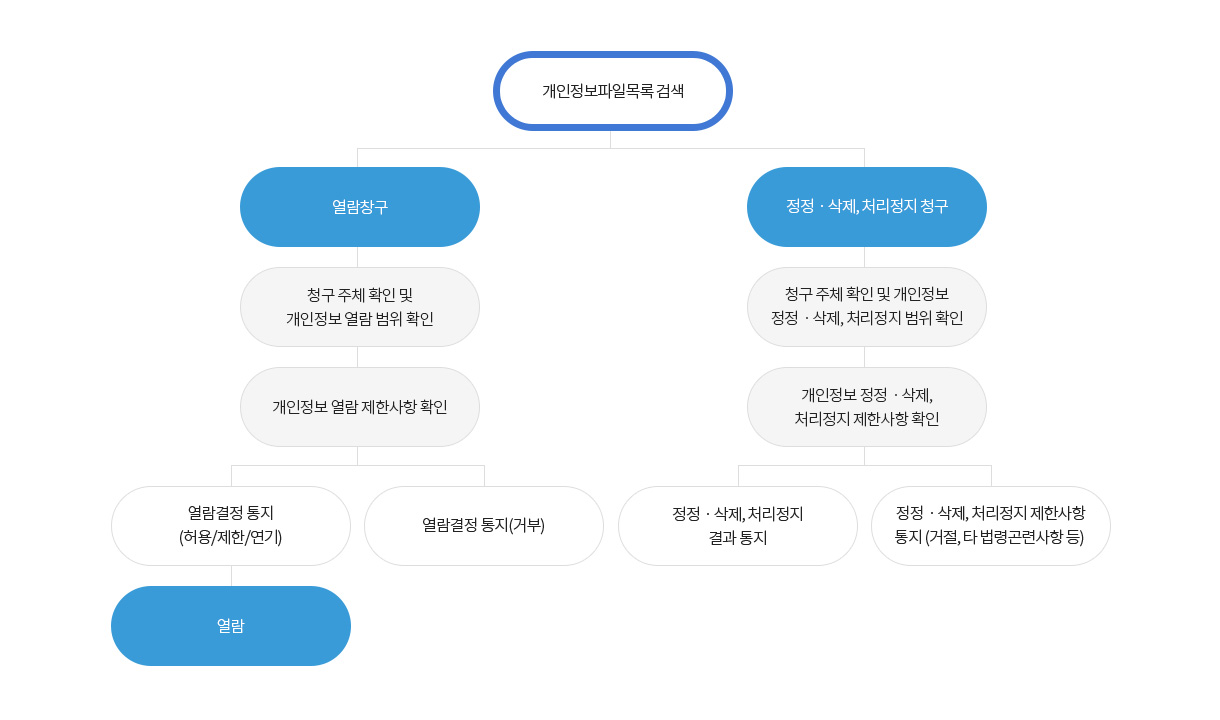 개인정보파일목록 검색
열람창구
정정ㆍ삭제, 처리정지 청구
청구 주체 확인 및
개인정보 열람 범위 확인
청구 주체 확인 및 개인정보
정정ㆍ삭제, 처리정지 범위 확인
개인정보 열람 제한사항 확인
개인정보 정정ㆍ삭제,
처리정지 제한사항 확인
열람결정 통지
(허용/제한/연기)
열람결정 통지(거부)
정정ㆍ삭제, 처리정지
결과 통지
정정ㆍ삭제, 처리정지 제한사항
통지 (거절, 타 법령곤련사항 등)
열람